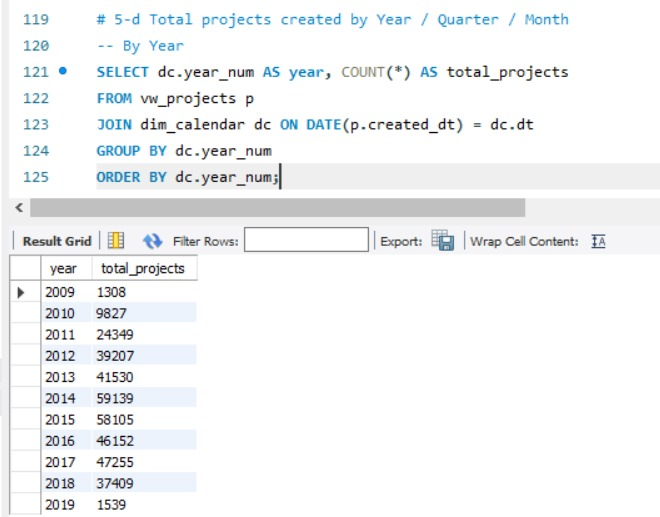 119 # 5-d Total projects created by Year / Quarter / Month
120 -- By Year
121 SELECT dc.year_num AS year, COUNT(*) AS total_projects
122 FROM vw_projects p
123 JOIN dim_calendar dc ON DATE(p.created_dt) = dc.dt
124 GROUP BY dc.year_num
125 ORDER BY dc.year_num;
Result Grid Filter Rows: Export: Wrap Cell Content: IA
year total_projects
2009 1308
2010 9827
2011 24349
2012 39207
2013 41530
2014 59139
2015 58105
2016 46152
2017 47255
2018 37409
2019 1539